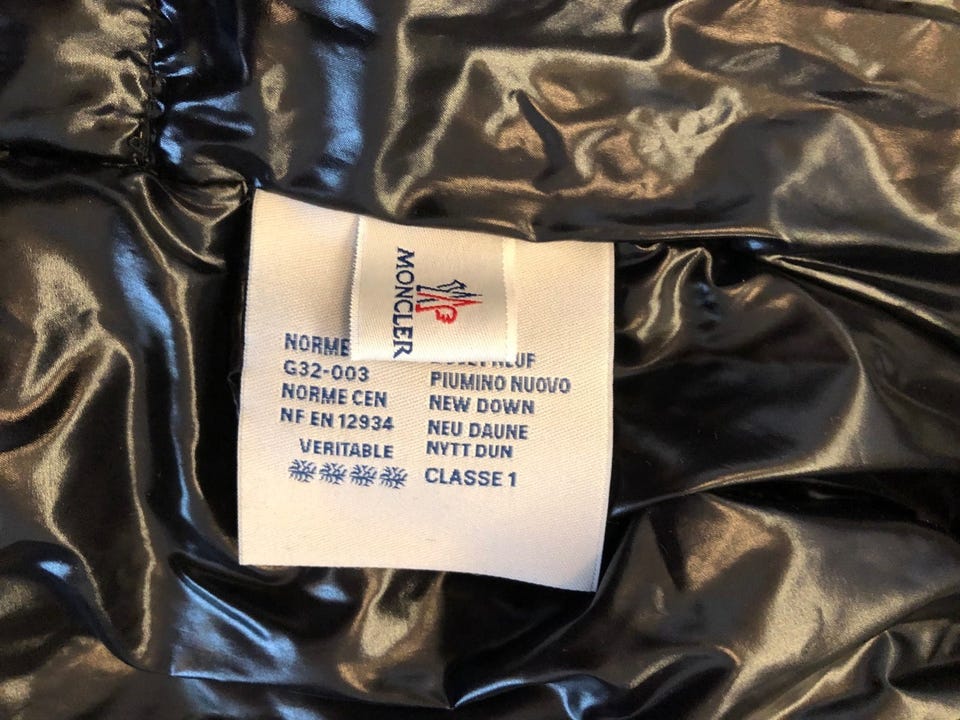 MONCLER
NORME
G32-003
NORME CEN
NF EN 12934
VERITABLE
NEUF
PIUMINO NUOVO
NEW DOWN
NEU DAUNE
NYTT DUN
CLASSE 1